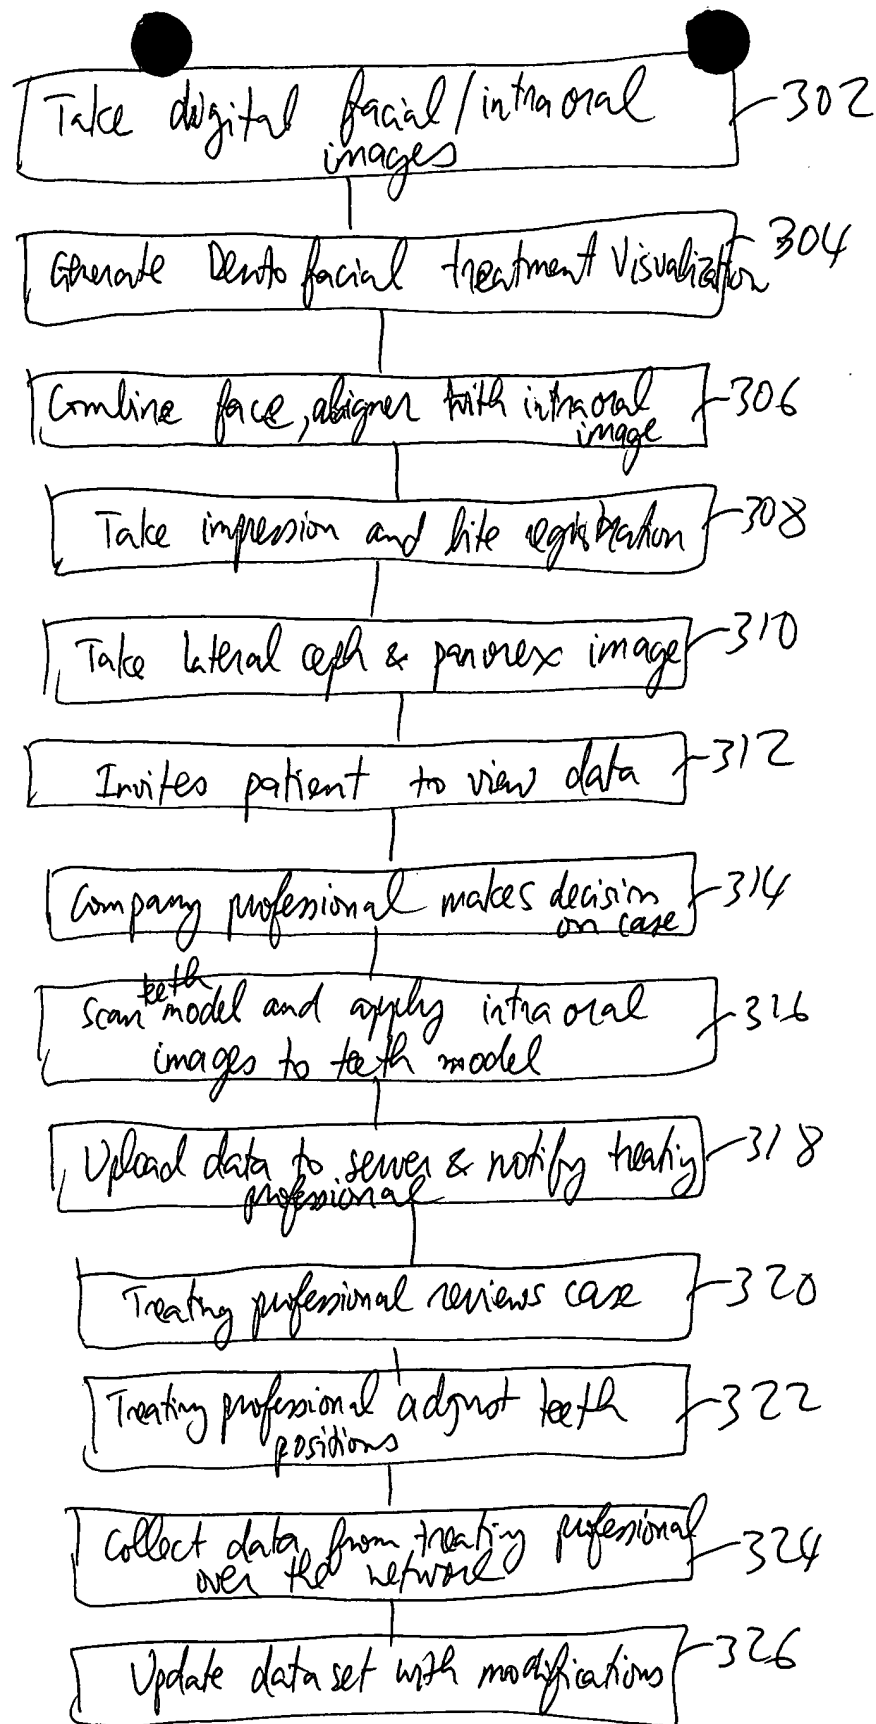 Take digital facial/intraoral 302
images
Generate Dento facial treatment Visualization 304
Combine face, aligner with intraoral 306
image
Take impression and bite registration 308
Take Lateral ceph & panorex image 310
Invites patient to view data 312
Company professional makes decision 314
on case
teeth
Scan model and apply intraoral 316
images to teeth model
Upload data to server & notify treating 318
professional
Treating professional reviews case 320
Treating professional adjust teeth 322
positions
Collect data from treating professional 324
over the network
Update data set with modifications 326